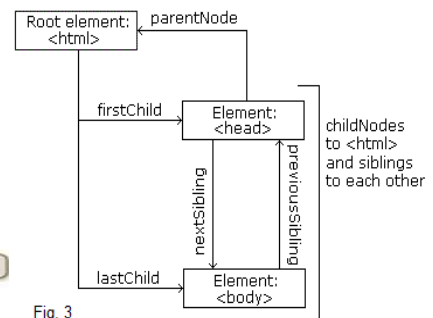 Root element:
<html>
parentNode
firstChild
Element:
<head>
childNodes
to <html>
and siblings
to each other
nextSibling
previousSibling
lastChild
Element:
<body>
Fig. 3